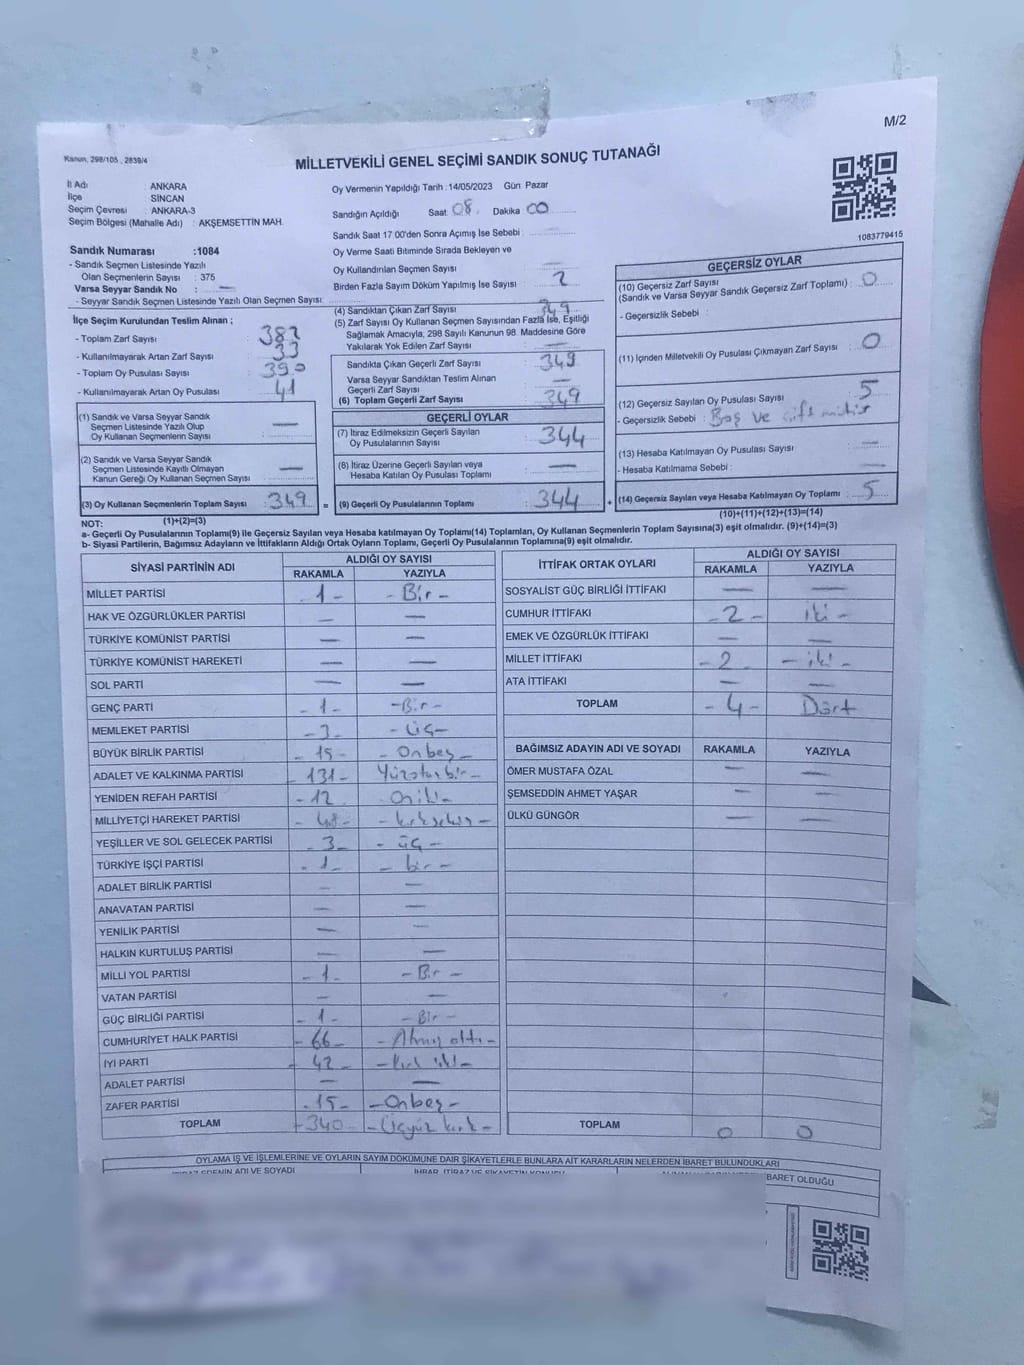 M/2
Kanun, 298/105 , 2839/4
MİLLETVEKİLİ GENEL SEÇİMİ SANDIK SONUÇ TUTANAĞI
İl Adı : ANKARA
İlçe : SİNCAN
Seçim Çevresi : ANKARA-3
Seçim Bölgesi (Mahalle Adı) : AKŞEMSETTİN MAH.
Sandık Numarası :1084
- Sandık Seçmen Listesinde Yazılı
Olan Seçmenlerin Sayısı : 375
Varsa Seyyar Sandık No : —
- Seyyar Sandık Seçmen Listesinde Yazılı Olan Seçmen Sayısı:
Oy Vermenin Yapıldığı Tarih :14/05/2023 Gün Pazar
Sandığın Açıldığı Saat 08. Dakika 00
Sandık Saat 17 00'den Sonra Açımış İse Sebebi :
Oy Verme Saati Bitiminde Sırada Bekleyen ve
Oy Kullandırılan Seçmen Sayısı —
Birden Fazla Sayım Döküm Yapılmış İse Sayısı : 2
1083779415
İlçe Seçim Kurulundan Teslim Alınan ;
- Toplam Zarf Sayısı : 382
- Kullanılmayarak Artan Zarf Sayısı : 33
- Toplam Oy Pusulası Sayısı : 390
- Kullanılmayarak Artan Oy Pusulası : 41
(1) Sandık ve Varsa Seyyar Sandık
Seçmen Listesinde Yazılı Olup
Oy Kullanan Seçmenlerin Sayısı : —
(2) Sandık ve Varsa Seyyar Sandık
Seçmen Listesinde Kayıtlı Olmayan
Kanun Gereği Oy Kullanan Seçmen Sayısı : —
(3) Oy Kullanan Seçmenlerin Toplam Sayısı : 349 =
(1)+(2)=(3)
(4) Sandıktan Çıkan Zarf Sayısı : 349
(5) Zarf Sayısı Oy Kullanan Seçmen Sayısından Fazla İse, Eşitliği
Sağlamak Amacıyla, 298 Sayılı Kanunun 98. Maddesine Göre
Yakılarak Yok Edilen Zarf Sayısı : —
Sandıkta Çıkan Geçerli Zarf Sayısı : 349
Varsa Seyyar Sandıktan Teslim Alınan
Geçerli Zarf Sayısı : —
(6) Toplam Geçerli Zarf Sayısı : 349
GEÇERLİ OYLAR
(7) İtiraz Edilmeksizin Geçerli Sayılan
Oy Pusulalarının Sayısı : 344
(8) İtiraz Üzerine Geçerli Sayılan veya
Hesaba Katılan Oy Pusulaları Toplamı : —
(9) Geçerli Oy Pusulalarının Toplamı : 344 +
GEÇERSİZ OYLAR
(10) Geçersiz Zarf Sayısı
(Sandık ve Varsa Seyyar Sandık Geçersiz Zarf Toplamı) : 0
- Geçersizlik Sebebi :
(11) İçinden Milletvekili Oy Pusulası Çıkmayan Zarf Sayısı : 0
(12) Geçersiz Sayılan Oy Pusulası Sayısı : 5
- Geçersizlik Sebebi : Boş ve çift mühür
(13) Hesaba Katılmayan Oy Pusulası Sayısı : —
- Hesaba Katılmama Sebebi : —
(14) Geçersiz Sayılan veya Hesaba Katılmayan Oy Toplamı : 5
(10)+(11)+(12)+(13)=(14)
NOT:
a- Geçerli Oy Pusulalarının Toplamı(9) ile Geçersiz Sayılan veya Hesaba katılmayan Oy Toplamı(14) Toplamları, Oy Kullanan Seçmenlerin Toplam Sayısına(3) eşit olmalıdır. (9)+(14)=(3)
b- Siyasi Partilerin, Bağımsız Adayların ve İttifakların Aldığı Ortak Oyların Toplamı, Geçerli Oy Pusulalarının Toplamına(9) eşit olmalıdır.
SİYASİ PARTİNİN ADI ALDIĞI OY SAYISI
RAKAMLA YAZIYLA
MİLLET PARTİSİ 1 - - Bir -
HAK VE ÖZGÜRLÜKLER PARTİSİ — —
TÜRKİYE KOMÜNİST PARTİSİ — —
TÜRKİYE KOMÜNİST HAREKETİ — —
SOL PARTİ — —
GENÇ PARTİ - 1 - - Bir -
MEMLEKET PARTİSİ - 3 - - üç -
BÜYÜK BİRLİK PARTİSİ - 15 - - Onbeş -
ADALET VE KALKINMA PARTİSİ - 131 - Yüzotuzbir -
YENİDEN REFAH PARTİSİ - 12 Oniki -
MİLLİYETÇİ HAREKET PARTİSİ - 48 - - kırksekiz -
YEŞİLLER VE SOL GELECEK PARTİSİ - 3 - - üç -
TÜRKİYE İŞÇİ PARTİSİ - 1 - - bir -
ADALET BİRLİK PARTİSİ — —
ANAVATAN PARTİSİ — —
YENİLİK PARTİSİ — —
HALKIN KURTULUŞ PARTİSİ — —
MİLLİ YOL PARTİSİ - 1 - - Bir -
VATAN PARTİSİ — —
GÜÇ BİRLİĞİ PARTİSİ - 1 - - Bir -
CUMHURİYET HALK PARTİSİ - 66 - - Altmış altı -
İYİ PARTİ - 42 - - kırk iki -
ADALET PARTİSİ — —
ZAFER PARTİSİ - 15 - - Onbeş -
TOPLAM - 340 - - Üçyüz kırk -
İTTİFAK ORTAK OYLARI ALDIĞI OY SAYISI
RAKAMLA YAZIYLA
SOSYALİST GÜÇ BİRLİĞİ İTTİFAKI — —
CUMHUR İTTİFAKI - 2 - iki -
EMEK VE ÖZGÜRLÜK İTTİFAKI — —
MİLLET İTTİFAKI - 2 - - iki -
ATA İTTİFAKI — —
TOPLAM - 4 - Dört
BAĞIMSIZ ADAYIN ADI VE SOYADI RAKAMLA YAZIYLA
ÖMER MUSTAFA ÖZAL — —
ŞEMSEDDİN AHMET YAŞAR — —
ÜLKÜ GÜNGÖR — —
TOPLAM 0 0
OYLAMA İŞ VE İŞLEMLERİNE VE OYLARIN SAYIM DÖKÜMÜNE DAİR ŞİKAYETLERLE BUNLARA AİT KARARLARIN NELERDEN İBARET BULUNDUKLARI
ADI VE SOYADI
BARET OLDUĞU